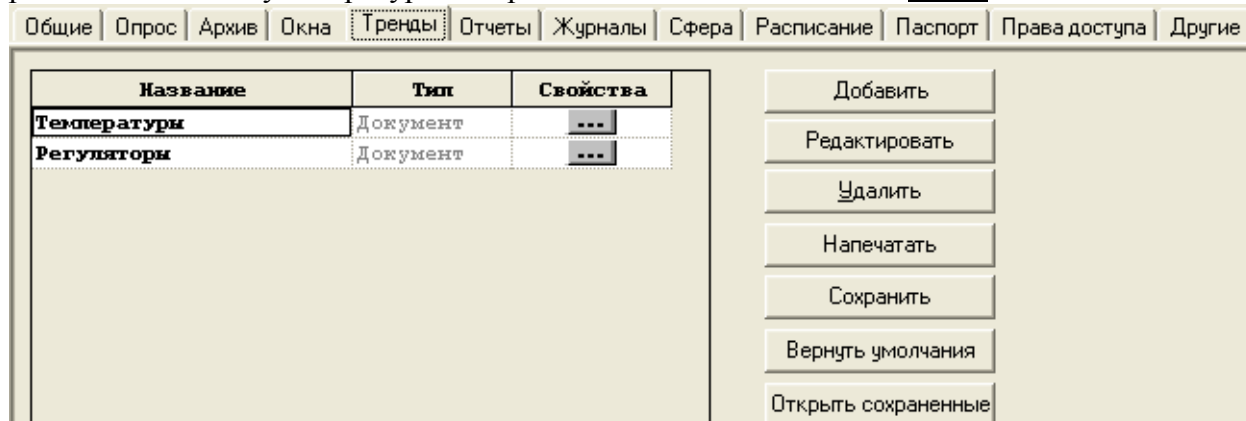 Общие Опрос Архив Окна Тренды Отчеты Журналы Сфера Расписание Паспорт Права доступа Другие
Название Тип Свойства
Температуры Документ ...
Регуляторы Документ ...
Добавить
Редактировать
Удалить
Напечатать
Сохранить
Вернуть умолчания
Открыть сохраненные